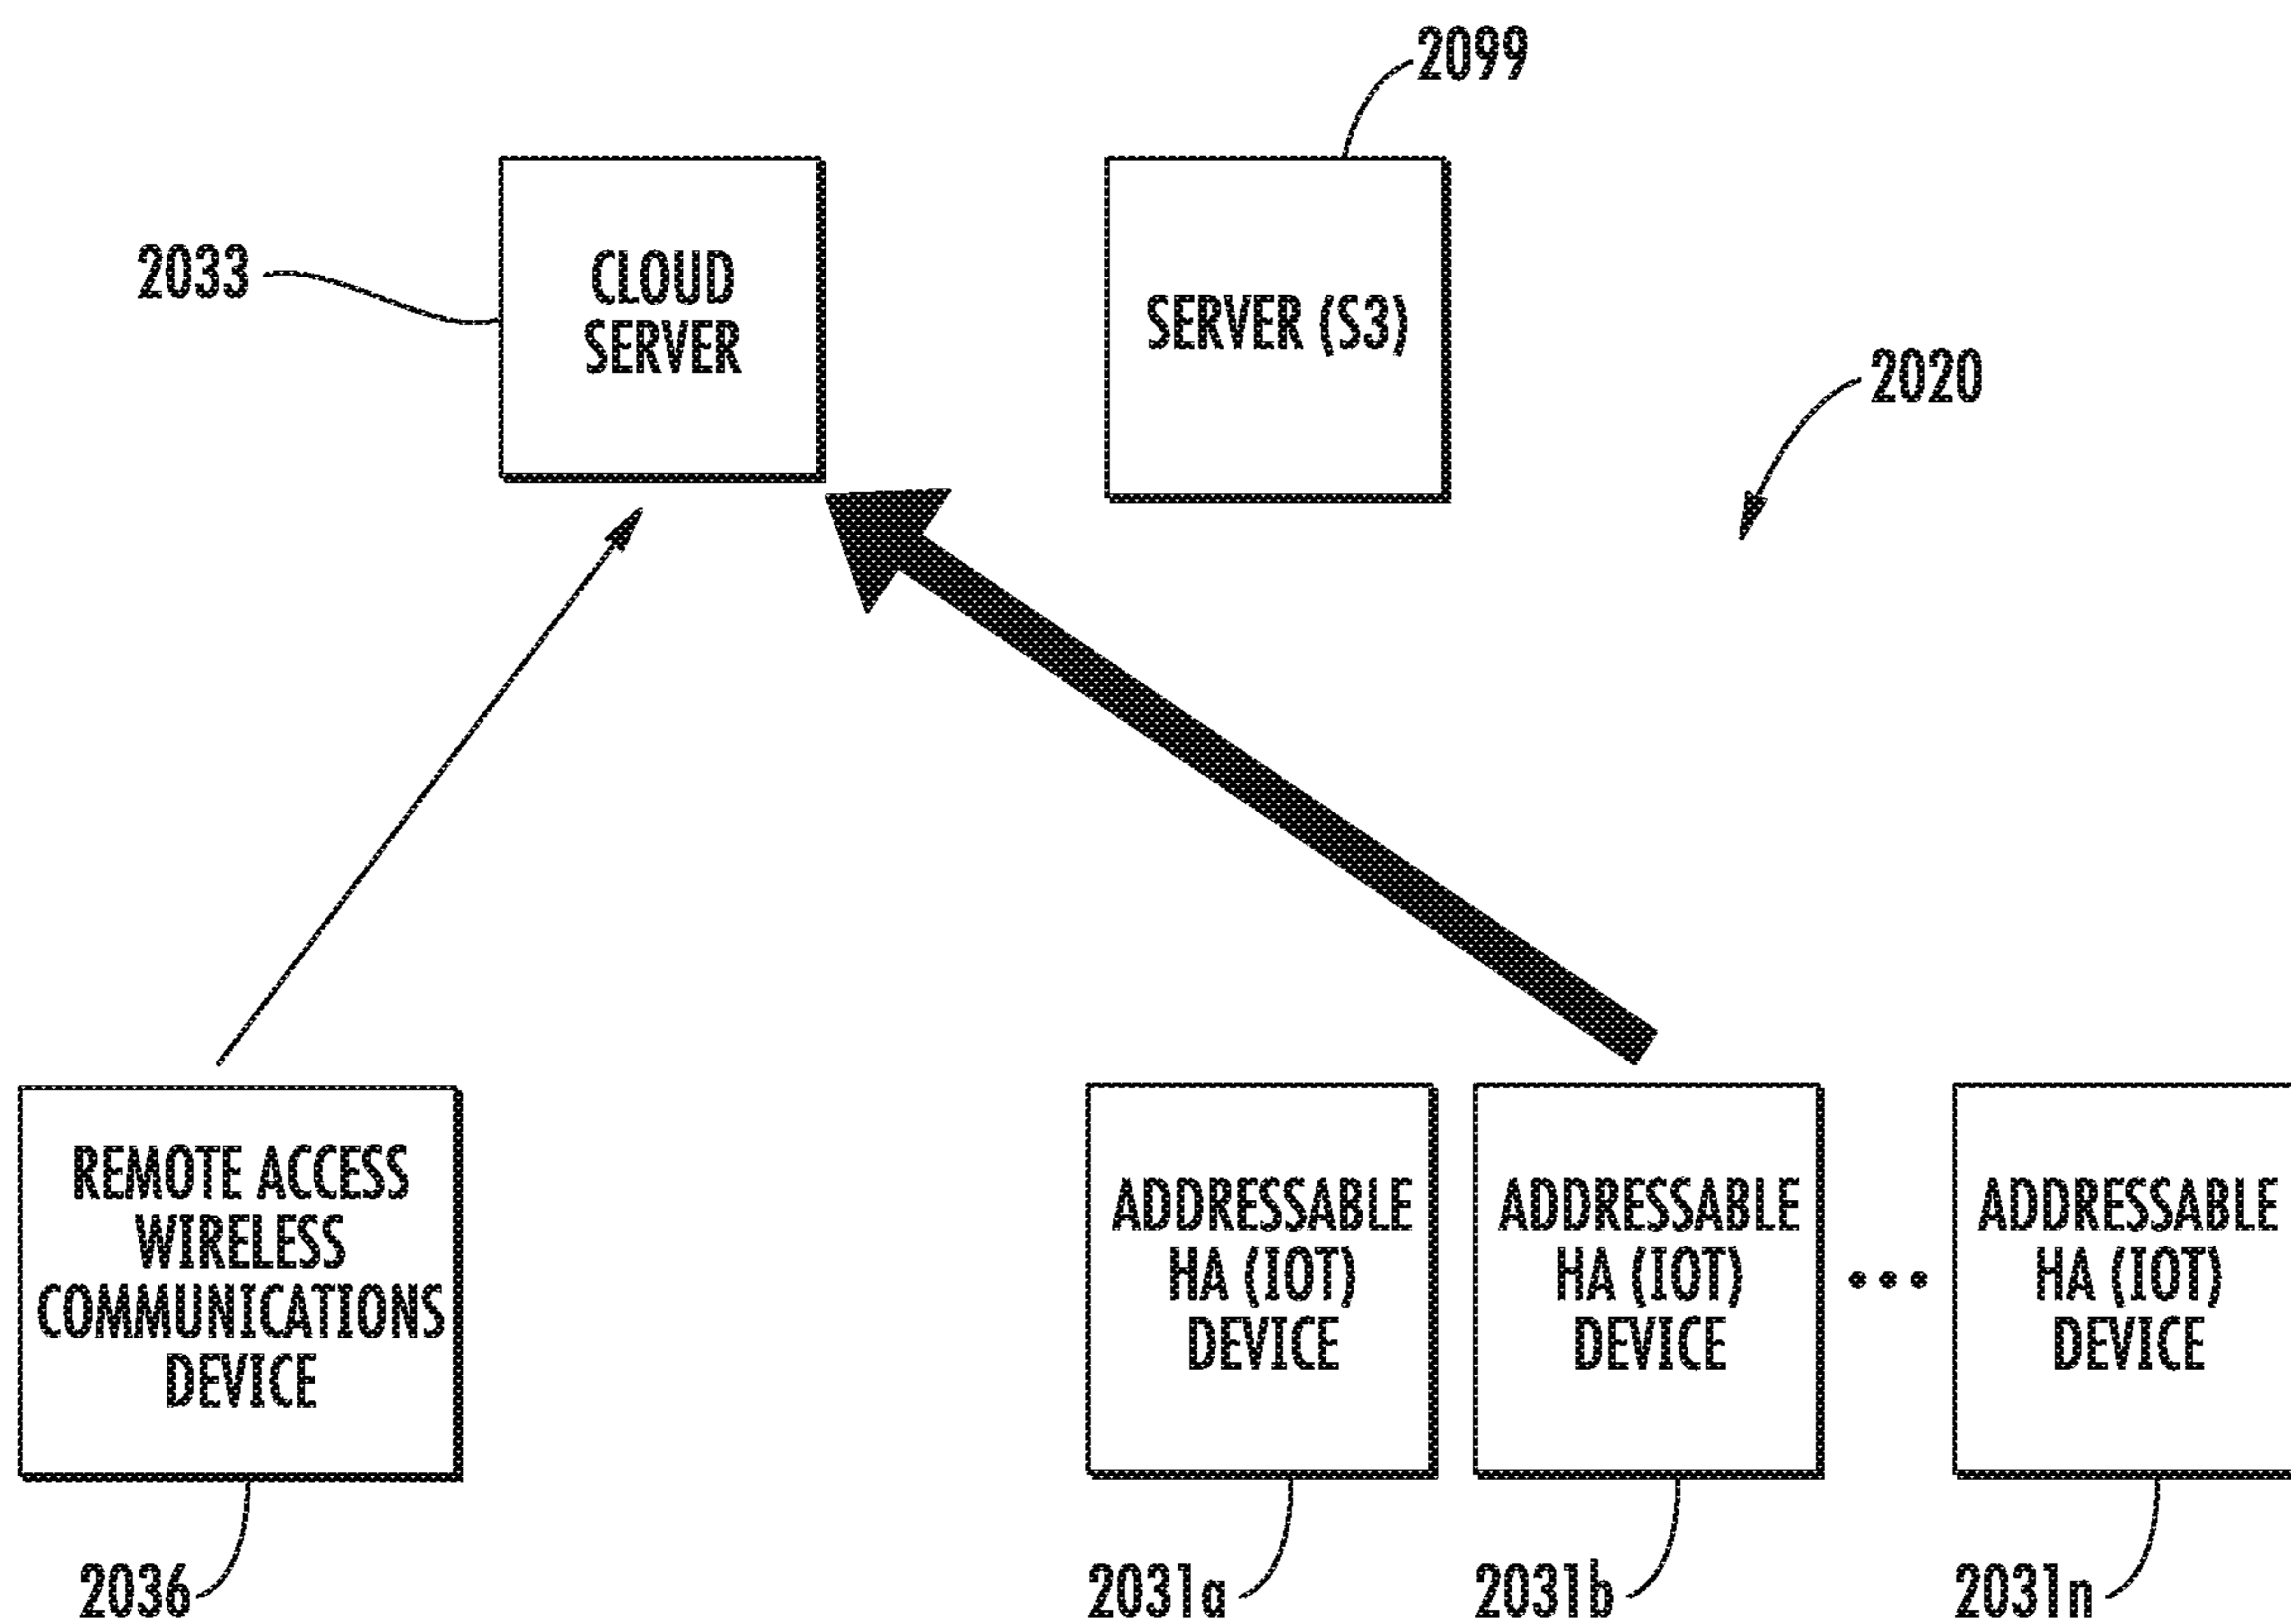 2099
2033
CLOUD
SERVER
SERVER (S3)
2020
REMOTE ACCESS
WIRELESS
COMMUNICATIONS
DEVICE
ADDRESSABLE
HA (IOT)
DEVICE
ADDRESSABLE
HA (IOT)
DEVICE
•••
ADDRESSABLE
HA (IOT)
DEVICE
2036
2031a
2031b
2031n